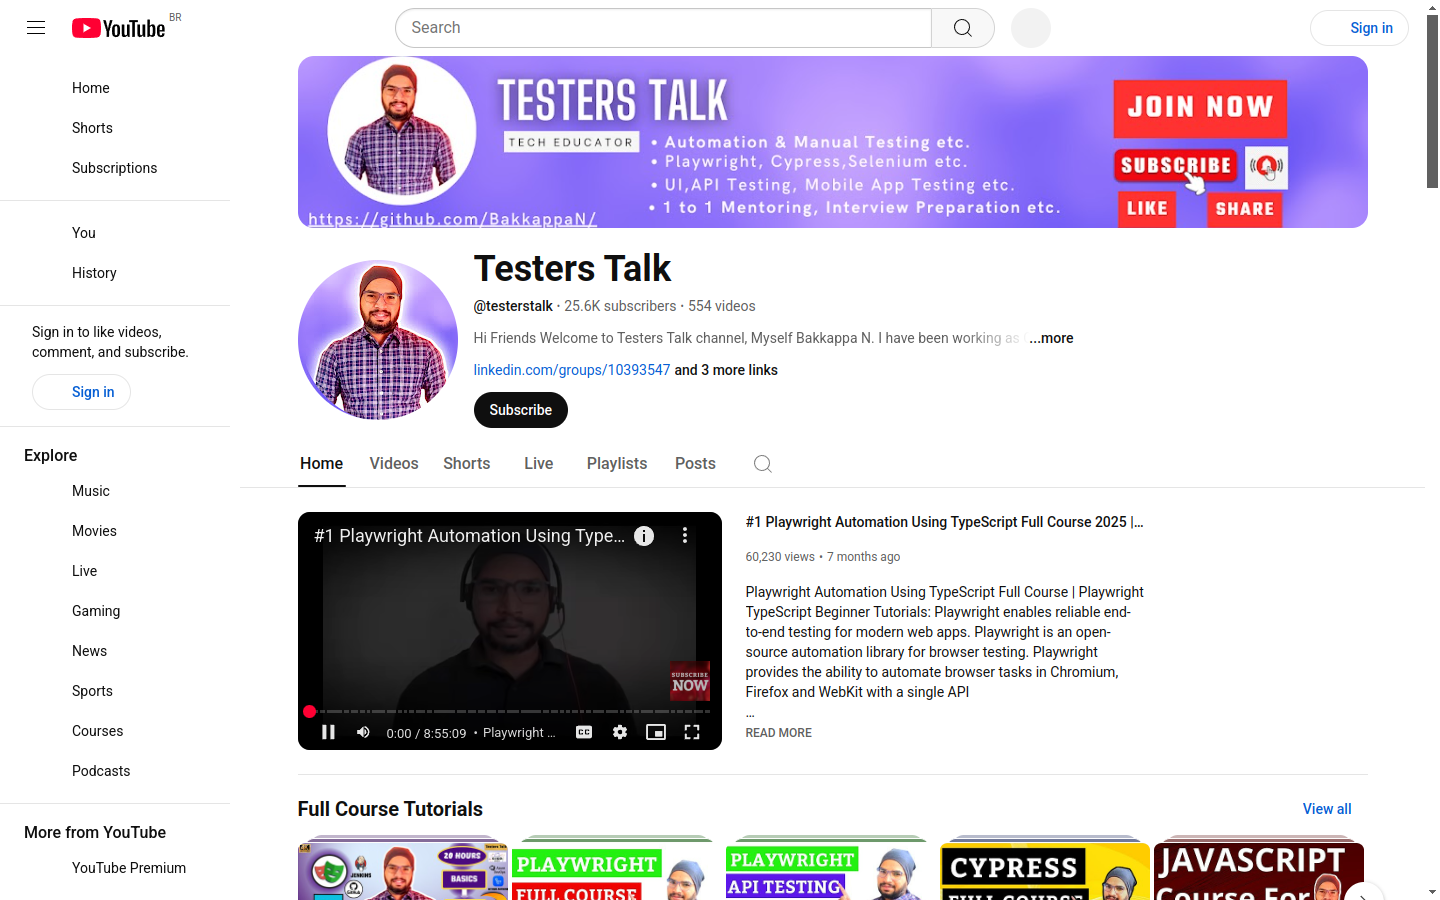 YouTube BR
Search
Sign in
Home
Shorts
Subscriptions
You
History
Sign in to like videos,
comment, and subscribe.
Sign in
Explore
Music
Movies
Live
Gaming
News
Sports
Courses
Podcasts
More from YouTube
YouTube Premium
TESTERS TALK
TECH EDUCATOR
• Automation & Manual Testing etc.
• Playwright, Cypress,Selenium etc.
• UI,API Testing, Mobile App Testing etc.
• 1 to 1 Mentoring, Interview Preparation etc.
https://github.com/BakkappaN/
JOIN NOW
SUBSCRIBE
LIKE
SHARE
Testers Talk
@testerstalk • 25.6K subscribers • 554 videos
Hi Friends Welcome to Testers Talk channel, Myself Bakkappa N. I have been working as ...more
linkedin.com/groups/10393547 and 3 more links
Subscribe
Home Videos Shorts Live Playlists Posts
#1 Playwright Automation Using Type...
SUBSCRIBE
NOW
0:00 / 8:55:09 • Playwright ...
CC
#1 Playwright Automation Using TypeScript Full Course 2025 |...
60,230 views • 7 months ago
Playwright Automation Using TypeScript Full Course | Playwright
TypeScript Beginner Tutorials: Playwright enables reliable end-
to-end testing for modern web apps. Playwright is an open-
source automation library for browser testing. Playwright
provides the ability to automate browser tasks in Chromium,
Firefox and WebKit with a single API
...
READ MORE
Full Course Tutorials
View all
JENKINS
20 HOURS
BASICS
PLAYWRIGHT
FULL COURSE
PLAYWRIGHT
API TESTING
CYPRESS
FULL COURSE
JAVASCRIPT
Course For